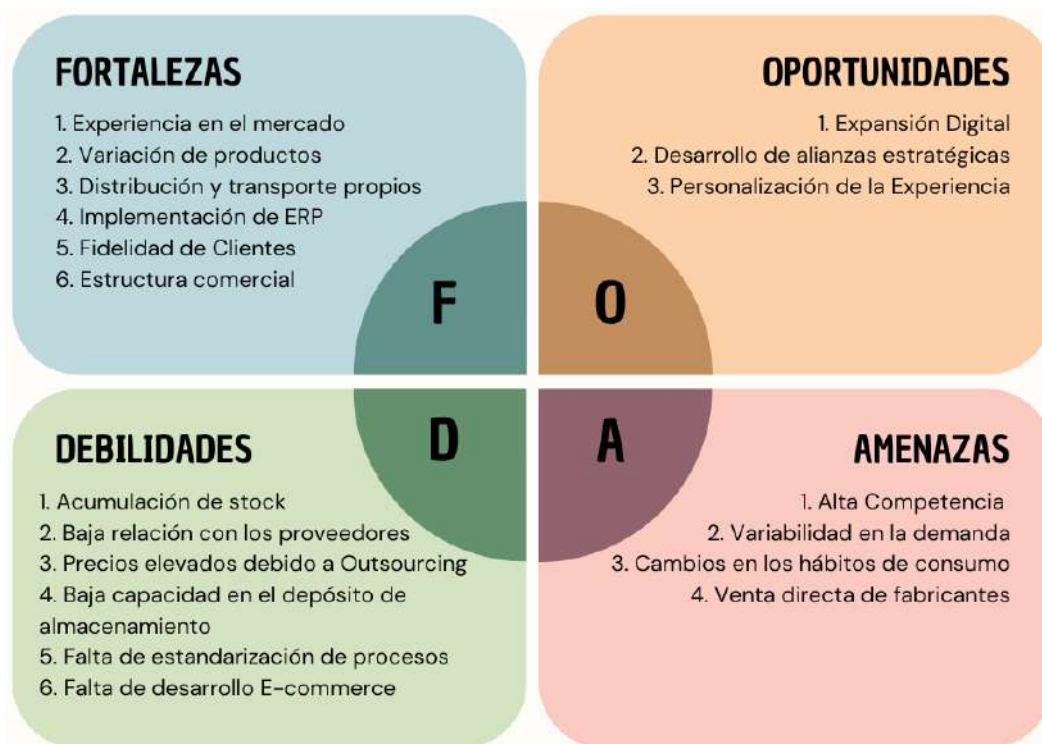 FORTALEZAS
1. Experiencia en el mercado
2. Variación de productos
3. Distribución y transporte propios
4. Implementación de ERP
5. Fidelidad de Clientes
6. Estructura comercial
F
OPORTUNIDADES
1. Expansión Digital
2. Desarrollo de alianzas estratégicas
3. Personalización de la Experiencia
O
DEBILIDADES
1. Acumulación de stock
2. Baja relación con los proveedores
3. Precios elevados debido a Outsourcing
4. Baja capacidad en el depósito de
almacenamiento
5. Falta de estandarización de procesos
6. Falta de desarrollo E-commerce
D
AMENAZAS
1. Alta Competencia
2. Variabilidad en la demanda
3. Cambios en los hábitos de consumo
4. Venta directa de fabricantes
A